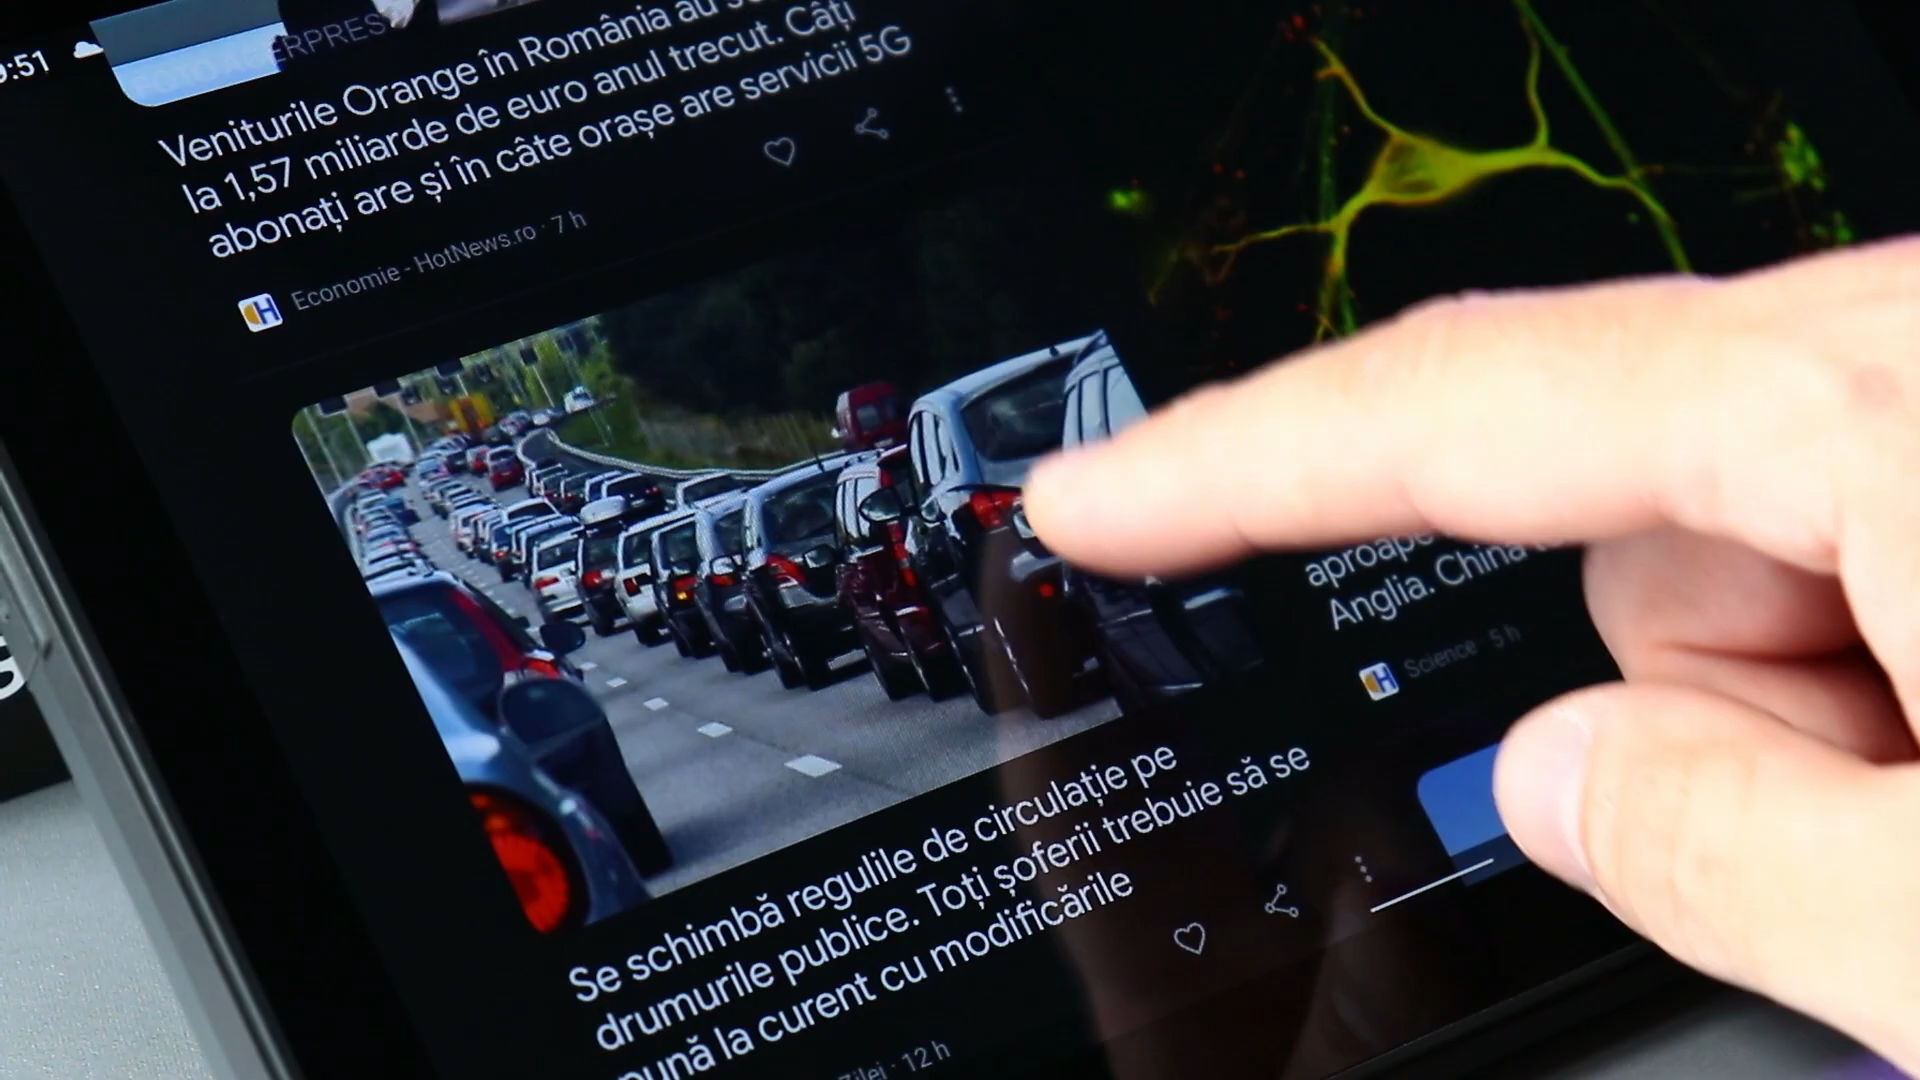 9:51
ERPRES
Veniturile Orange în România au
la 1,57 miliarde de euro anul trecut. Câți
abonați are și în câte orașe are servicii 5G
Economie - HotNews.ro · 7 h
Se schimbă regulile de circulație pe
drumurile publice. Toți șoferii trebuie să se
pună la curent cu modificările
Zilei · 12 h
aproape
Anglia. China
Science · 5 h